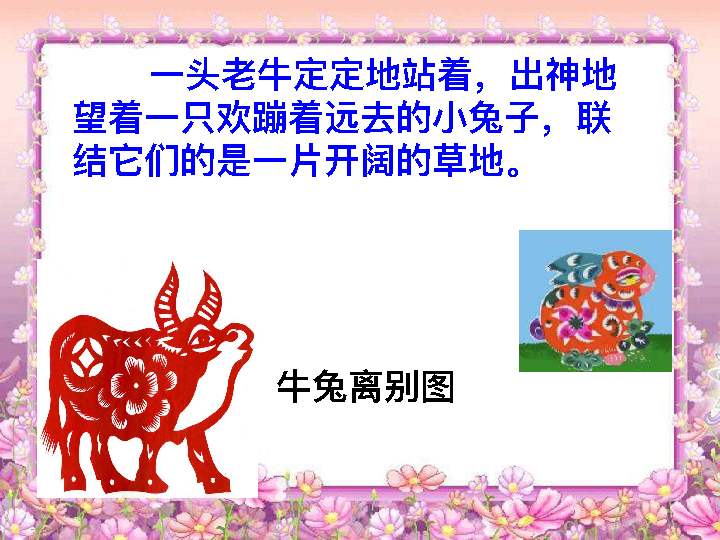 一头老牛定定地站着，出神地
望着一只欢蹦着远去的小兔子，联
结它们的是一片开阔的草地。
牛兔离别图